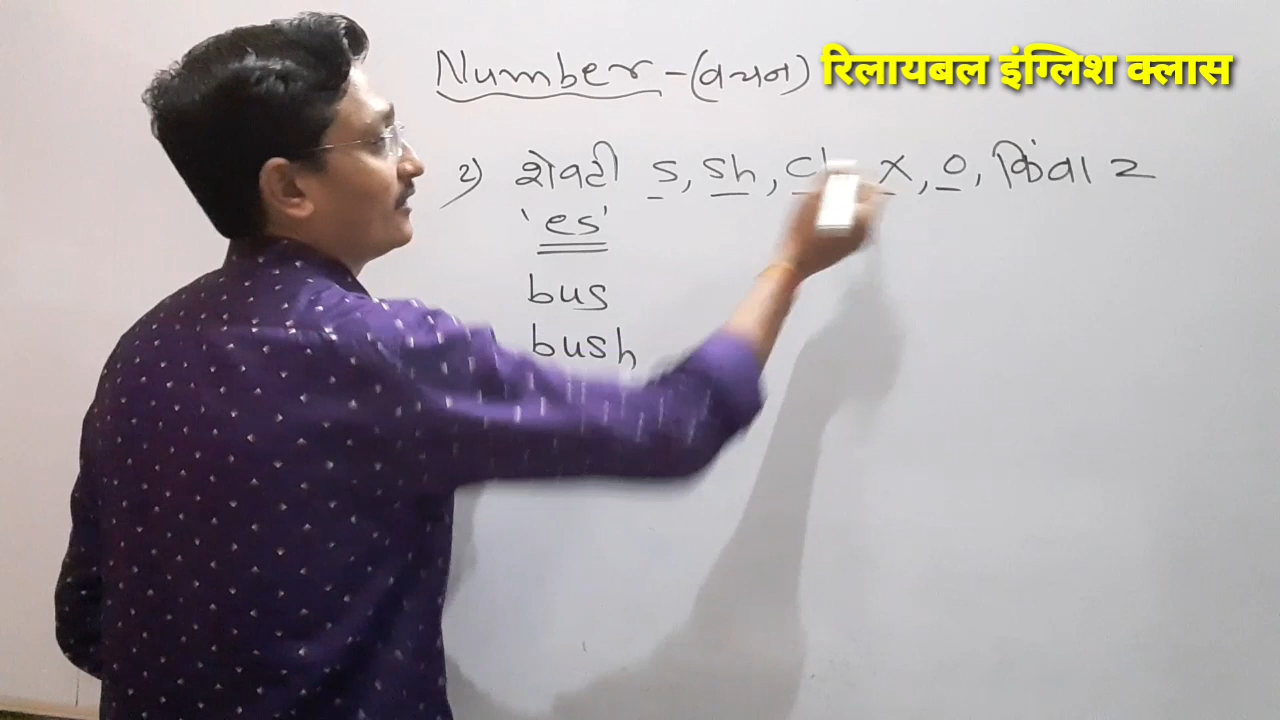 Number - (वचन) रिलायबल इंग्लिश क्लास
२) शेवटी s, sh, ch, x, o, किंवा z
'es'
bus
bush